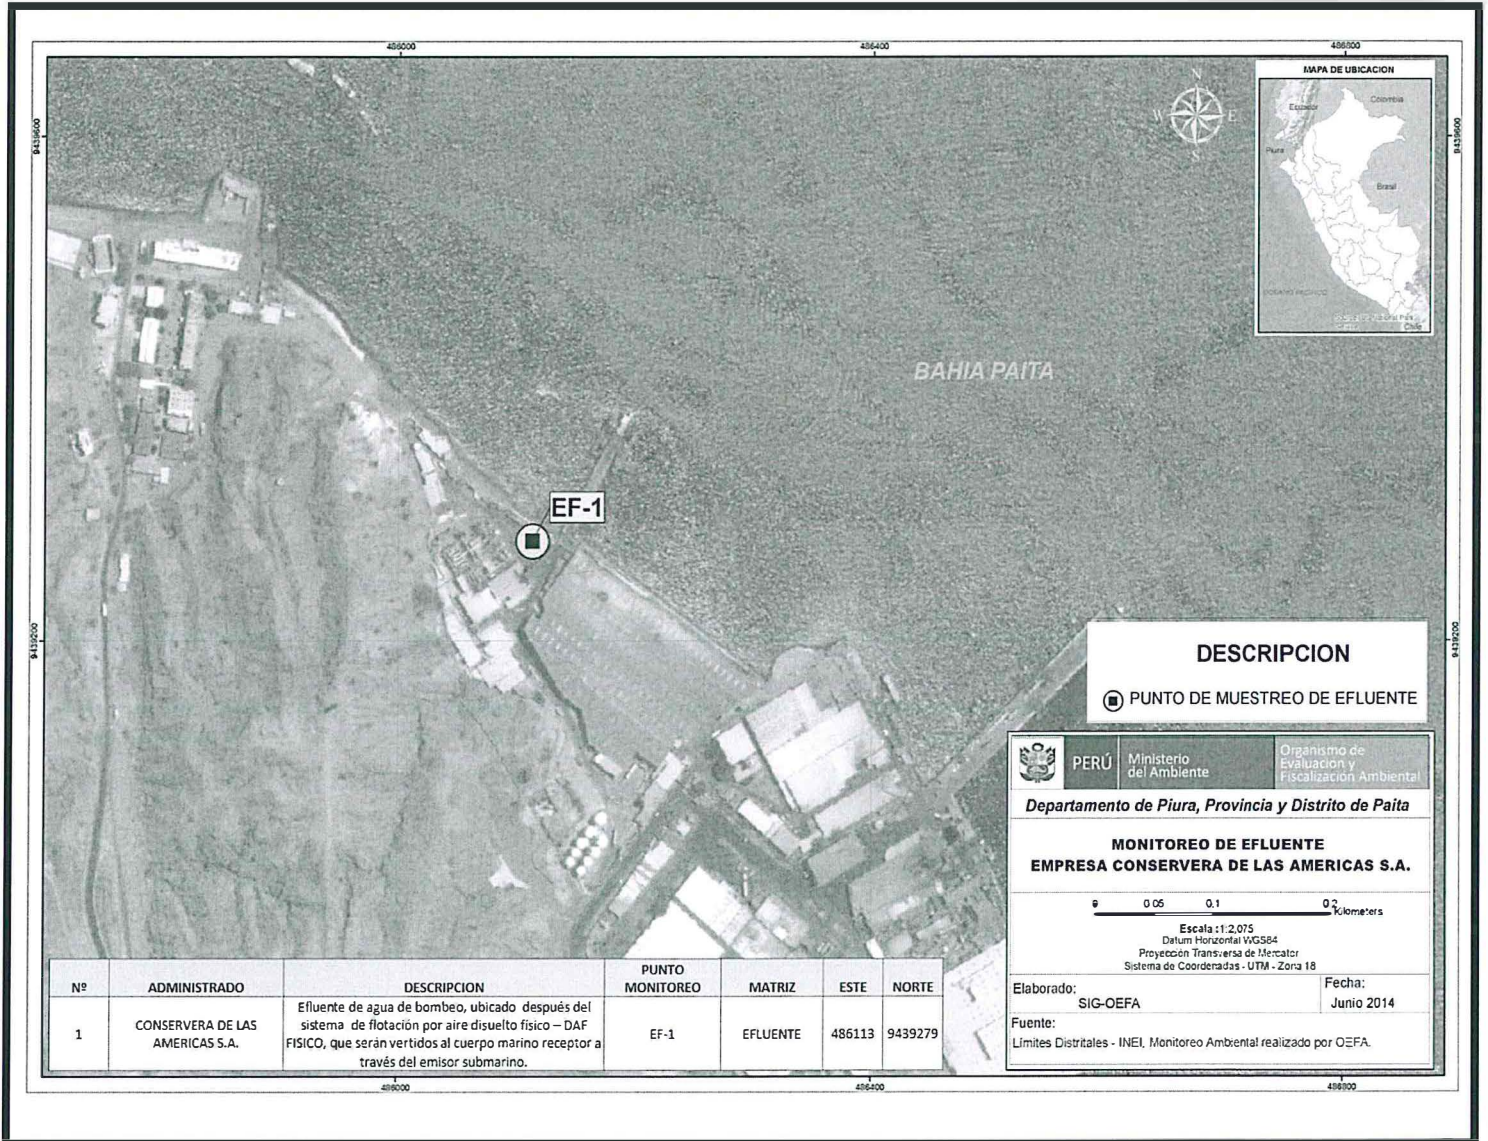 486000 486400 486800
9439600
9439600
N
W E
S
MAPA DE UBICACION
Ecuador
Colombia
Piura
Brasil
OCEANO PACIFICO
Chile
BAHIA PAITA
EF-1
9439200
9439200
DESCRIPCION
PUNTO DE MUESTREO DE EFLUENTE
PERÚ
Ministerio
del Ambiente
Organismo de
Evaluación y
Fiscalización Ambiental
Departamento de Piura, Provincia y Distrito de Paita
MONITOREO DE EFLUENTE
EMPRESA CONSERVERA DE LAS AMERICAS S.A.
0 0 05 0,1 0 2
Kilometers
Escala :1:2,075
Datum Horizontal WGS84
Proyección Transversa de Mercator
Sistema de Coordenadas - UTM - Zona 18
Elaborado:
SIG-OEFA
Fecha:
Junio 2014
Fuente:
Límites Distritales - INEI, Monitoreo Ambiental realizado por OEFA.
Nº ADMINISTRADO DESCRIPCION PUNTO MONITOREO MATRIZ ESTE NORTE
1 CONSERVERA DE LAS AMERICAS S.A.
Efluente de agua de bombeo, ubicado después del
sistema de flotación por aire disuelto físico – DAF
FISICO, que serán vertidos al cuerpo marino receptor a
través del emisor submarino.
EF-1 EFLUENTE 486113 9439279
486000 486400 486800